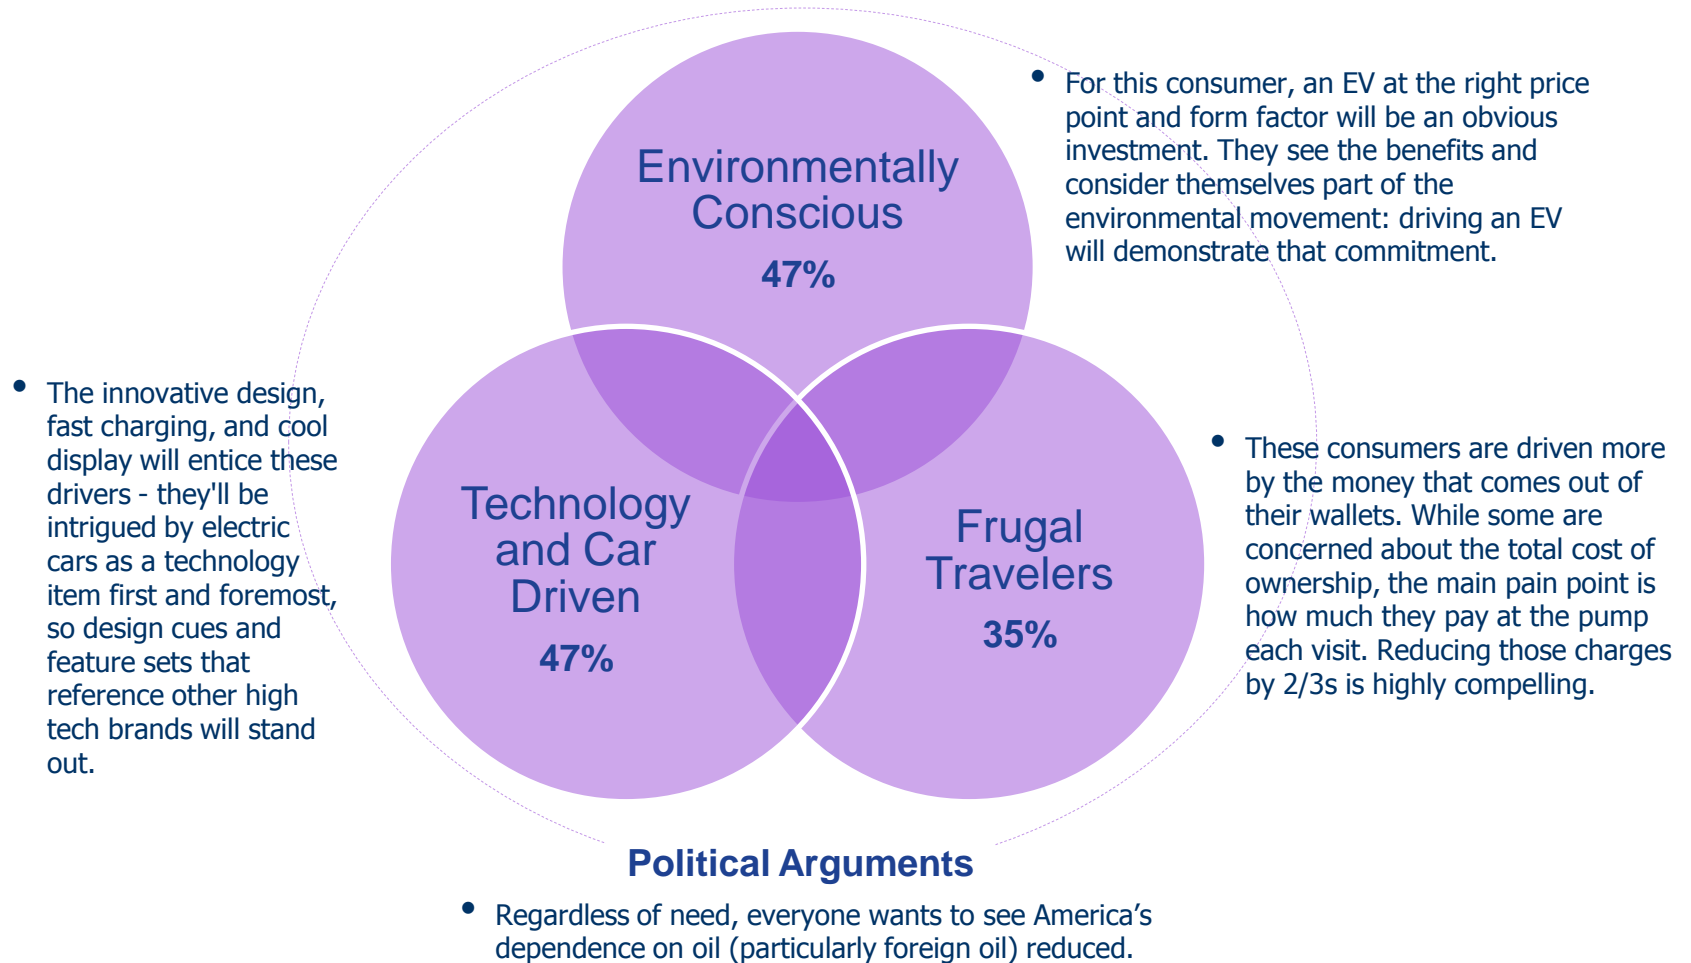 Environmentally
Conscious
47%
• For this consumer, an EV at the right price
point and form factor will be an obvious
investment. They see the benefits and
consider themselves part of the
environmental movement: driving an EV
will demonstrate that commitment.
• The innovative design,
fast charging, and cool
display will entice these
drivers - they'll be
intrigued by electric
cars as a technology
item first and foremost,
so design cues and
feature sets that
reference other high
tech brands will stand
out.
Technology
and Car
Driven
47%
Frugal
Travelers
35%
• These consumers are driven more
by the money that comes out of
their wallets. While some are
concerned about the total cost of
ownership, the main pain point is
how much they pay at the pump
each visit. Reducing those charges
by 2/3s is highly compelling.
Political Arguments
• Regardless of need, everyone wants to see America’s
dependence on oil (particularly foreign oil) reduced.